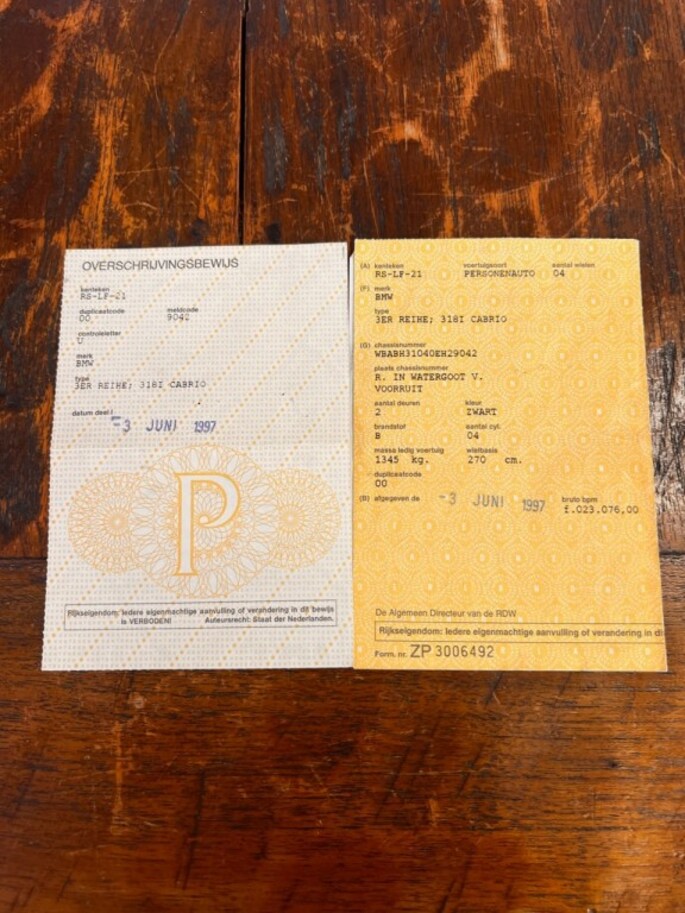 OVERSCHRIJVINGSBEWIJS
kenteken
RS-LF-21
duplicaatcode meldcode
00 9042
controleletter
U
merk
BMW
type
3ER REIHE; 318I CABRIO
datum deel I
-3 JUNI 1997
P
Rijkseigendom: Iedere eigenmachtige aanvulling of verandering in dit bewijs
is VERBODEN! Auteursrecht: Staat der Nederlanden.
(A) kenteken voertuigsoort aantal wielen
RS-LF-21 PERSONENAUTO 04
(F) merk
BMW
type
3ER REIHE; 318I CABRIO
(G) chassisnummer
WBABH31040EH29042
plaats chassisnummer
R. IN WATERGOOT V.
VOORRUIT
aantal deuren kleur
2 ZWART
brandstof aantal cyl.
B 04
massa ledig voertuig wielbasis
1345 kg. 270 cm.
duplicaatcode
00
(B) afgegeven de -3 JUNI 1997 bruto bpm
f.023.076,00
De Algemeen Directeur van de RDW
Rijkseigendom: Iedere eigenmachtige aanvulling of verandering in di
Form. nr. ZP 3006492